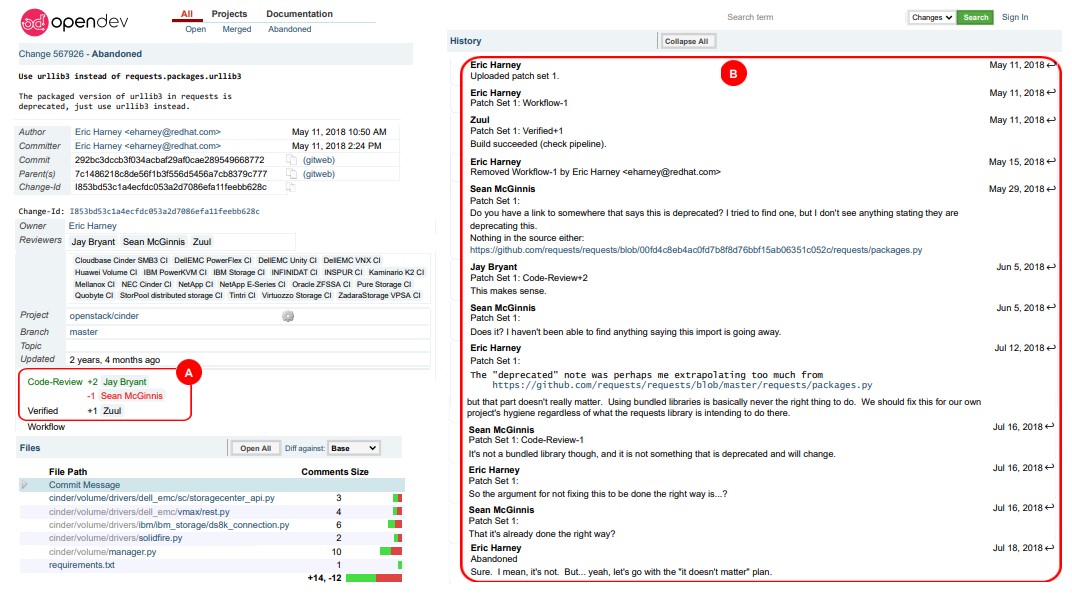 opendev
All Projects Documentation
Open Merged Abandoned
Search term
Changes Search Sign In
Change 567926 - Abandoned
Use urllib3 instead of requests.packages.urllib3
The packaged version of urllib3 in requests is
deprecated, just use urllib3 instead.
Author Eric Harney <eharney@redhat.com> May 11, 2018 10:50 AM
Committer Eric Harney <eharney@redhat.com> May 11, 2018 2:24 PM
Commit 292bc3dccb3f034acbaf29af0cae289549668772 (gitweb)
Parent(s) 7c1486218c8de56f1b3f556d5456a7cb8379c777 (gitweb)
Change-Id I853bd53c1a4ecfdc053a2d7086efa11feebb628c
Change-Id: I853bd53c1a4ecfdc053a2d7086efa11feebb628c
Owner Eric Harney
Reviewers Jay Bryant Sean McGinnis Zuul
Cloudbase Cinder SMB3 CI DellEMC PowerFlex CI DellEMC Unity CI DellEMC VNX CI
Huawei Volume CI IBM PowerKVM CI IBM Storage CI INFINIDAT CI INSPUR CI Kaminario K2 CI
Mellanox CI NEC Cinder CI NetApp CI NetApp E-Series CI Oracle ZFSSA CI Pure Storage CI
Quobyte CI StorPool distributed storage CI Tintri CI Virtuozzo Storage CI ZadaraStorage VPSA CI
Project openstack/cinder
Branch master
Topic
Updated 2 years, 4 months ago
A
Code-Review +2 Jay Bryant
-1 Sean McGinnis
Verified +1 Zuul
Workflow
Files Open All Diff against: Base
File Path Comments Size
Commit Message
cinder/volume/drivers/dell_emc/sc/storagecenter_api.py 3
cinder/volume/drivers/dell_emc/vmax/rest.py 4
cinder/volume/drivers/ibm/ibm_storage/ds8k_connection.py 6
cinder/volume/drivers/solidfire.py 2
cinder/volume/manager.py 10
requirements.txt 1
+14, -12
History Collapse All
B
Eric Harney May 11, 2018
Uploaded patch set 1.
Eric Harney May 11, 2018
Patch Set 1: Workflow-1
Zuul May 11, 2018
Patch Set 1: Verified+1
Build succeeded (check pipeline).
Eric Harney May 15, 2018
Removed Workflow-1 by Eric Harney <eharney@redhat.com>
Sean McGinnis May 29, 2018
Patch Set 1:
Do you have a link to somewhere that says this is deprecated? I tried to find one, but I don't see anything stating they are
deprecating this.
Nothing in the source either:
https://github.com/requests/requests/blob/00fd4c8eb4ac0fd7b8f8d76bbf15ab06351c052c/requests/packages.py
Jay Bryant Jun 5, 2018
Patch Set 1: Code-Review+2
This makes sense.
Sean McGinnis Jun 5, 2018
Patch Set 1:
Does it? I haven't been able to find anything saying this import is going away.
Eric Harney Jul 12, 2018
Patch Set 1:
The "deprecated" note was perhaps me extrapolating too much from
https://github.com/requests/requests/blob/master/requests/packages.py
but that part doesn't really matter. Using bundled libraries is basically never the right thing to do. We should fix this for our own
project's hygiene regardless of what the requests library is intending to do there.
Sean McGinnis Jul 16, 2018
Patch Set 1: Code-Review-1
It's not a bundled library though, and it is not something that is deprecated and will change.
Eric Harney Jul 16, 2018
Patch Set 1:
So the argument for not fixing this to be done the right way is...?
Sean McGinnis Jul 16, 2018
Patch Set 1:
That it's already done the right way?
Eric Harney Jul 18, 2018
Abandoned
Sure. I mean, it's not. But... yeah, let's go with the "it doesn't matter" plan.